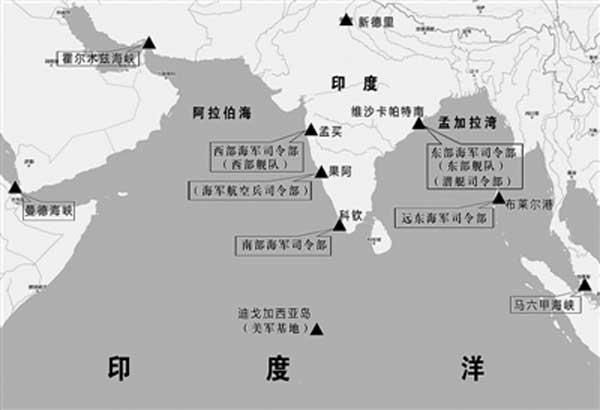 新德里
霍尔木兹海峡
印 度
阿拉伯海
维沙卡帕特南
孟加拉湾
孟买
西部海军司令部
（西部舰队）
东部海军司令部
（东部舰队）
（潜艇司令部）
果阿
（海军航空兵司令部）
曼德海峡
布莱尔港
远东海军司令部
科钦
南部海军司令部
马六甲海峡
迪戈加西亚岛
（美军基地）
印 度 洋